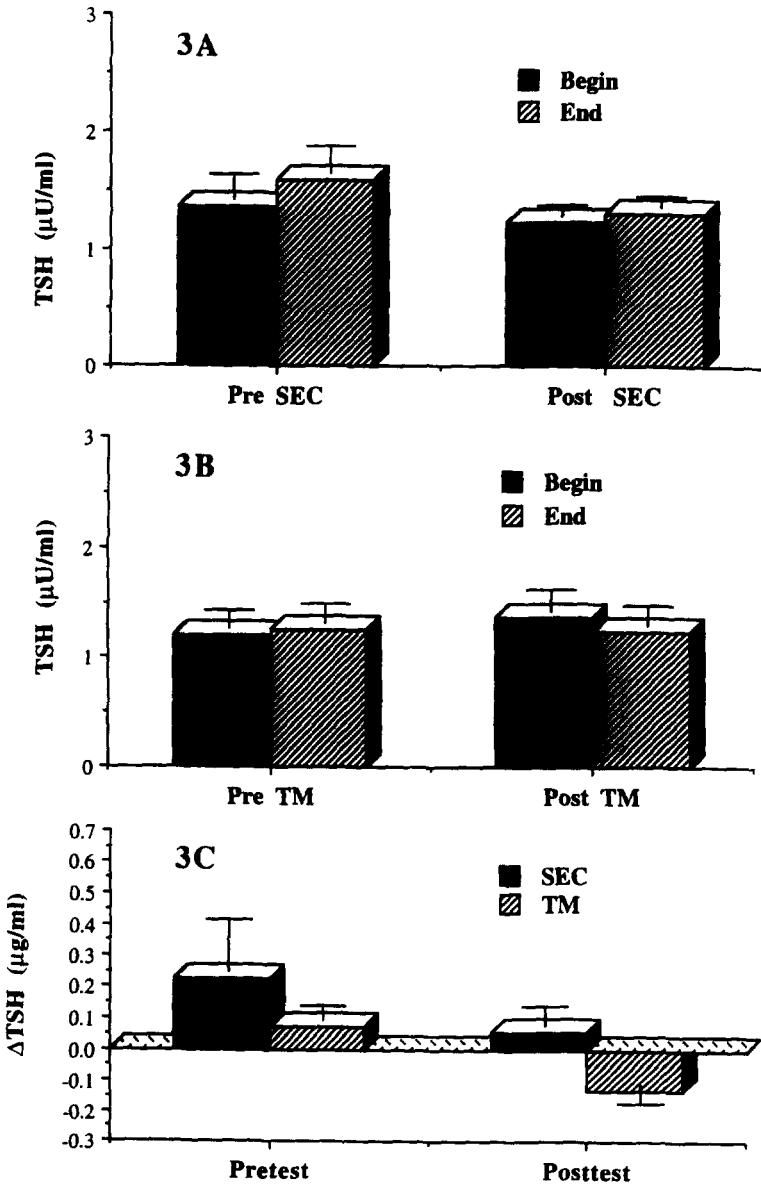 3
3A
Begin
End
2
TSH (μU/ml)
1
0
Pre SEC
Post SEC
3
3B
Begin
End
2
TSH (μU/ml)
1
0
Pre TM
Post TM
0.7
3C
SEC
TM
0.6
0.5
0.4
0.3
0.2
0.1
0.0
-0.1
-0.2
-0.3
ΔTSH (μg/ml)
Pretest
Posttest